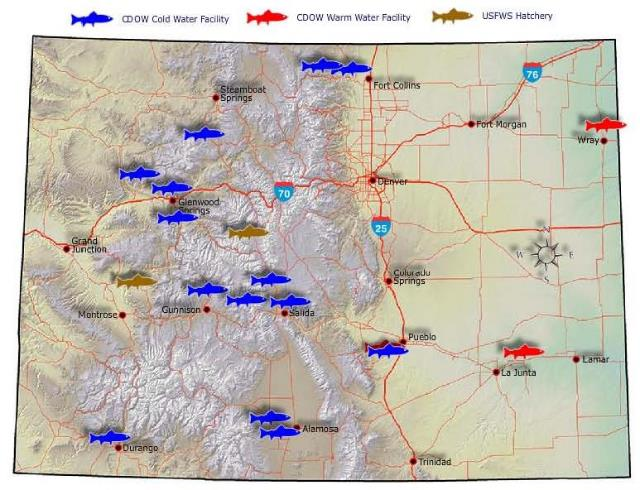 CDOW Cold Water Facility CDOW Warm Water Facility USFWS Hatchery
76
Fort Collins
Steamboat
Springs
Fort Morgan
Wray
Denver
70
Glenwood
Springs
25
Grand
Junction
N
W E
S
Colorado
Springs
Gunnison
Montrose
Salida
Pueblo
Lamar
La Junta
Alamosa
Durango
Trinidad